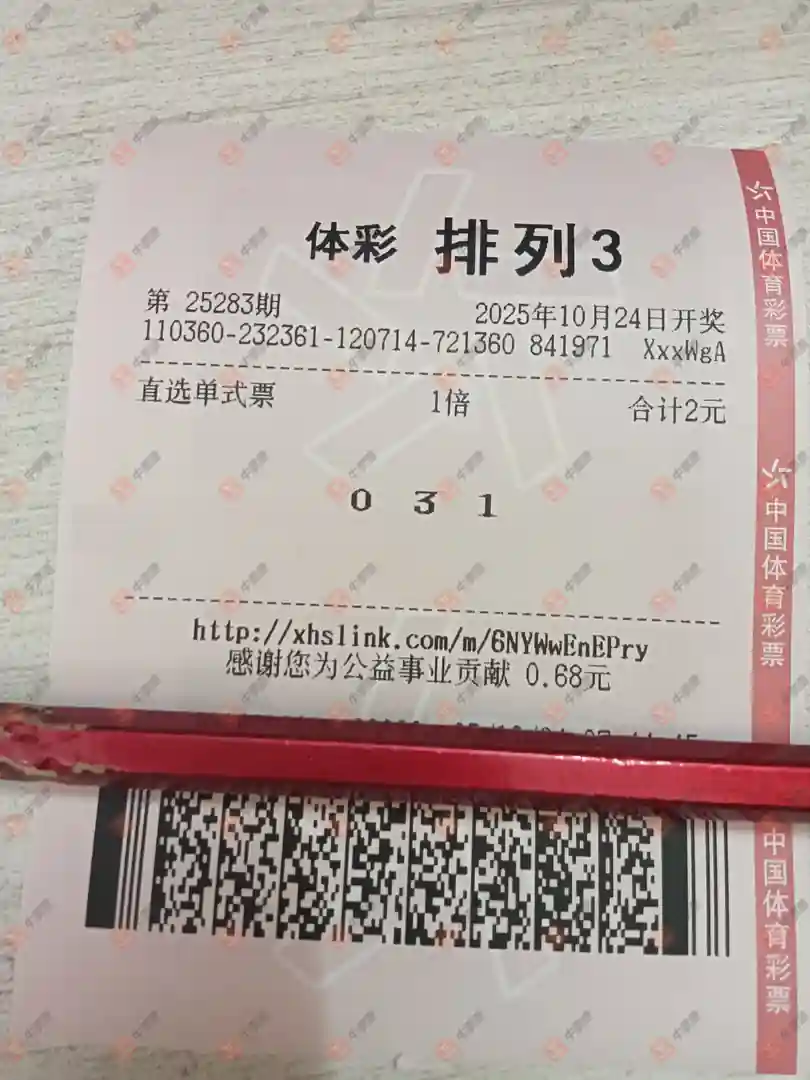 体彩 排列3
第 25283期
2025年10月24日开奖
110360-232361-120714-721360 841971 XxxWgA
直选单式票 1倍 合计2元
0 3 1
http://xhslink.com/m/6NYWwEnEPry
感谢您为公益事业贡献 0.68元
中国体育彩票
中国体育彩票
中国体育彩票